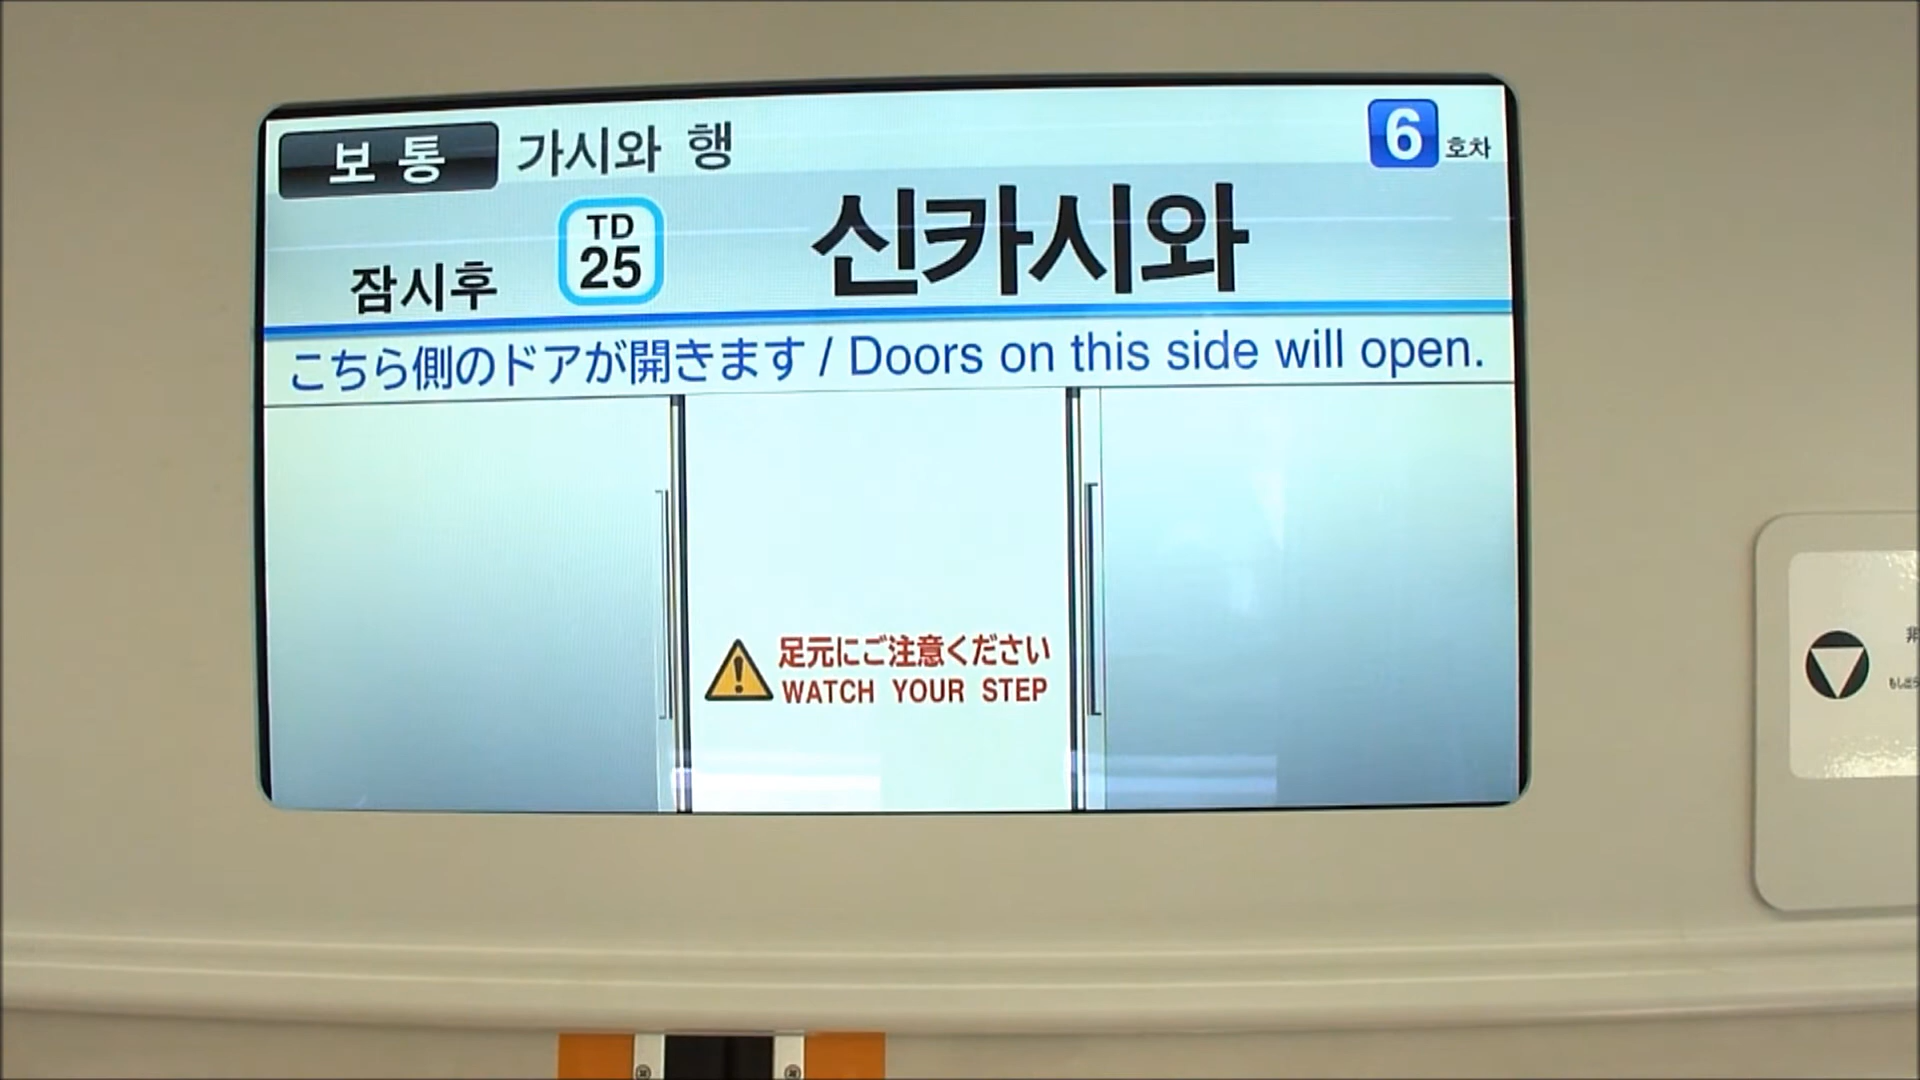 보통 가시와 행 6 호차
잠시후 TD 25 신카시와
こちら側のドアが開きます / Doors on this side will open.
足元にご注意ください
WATCH YOUR STEP